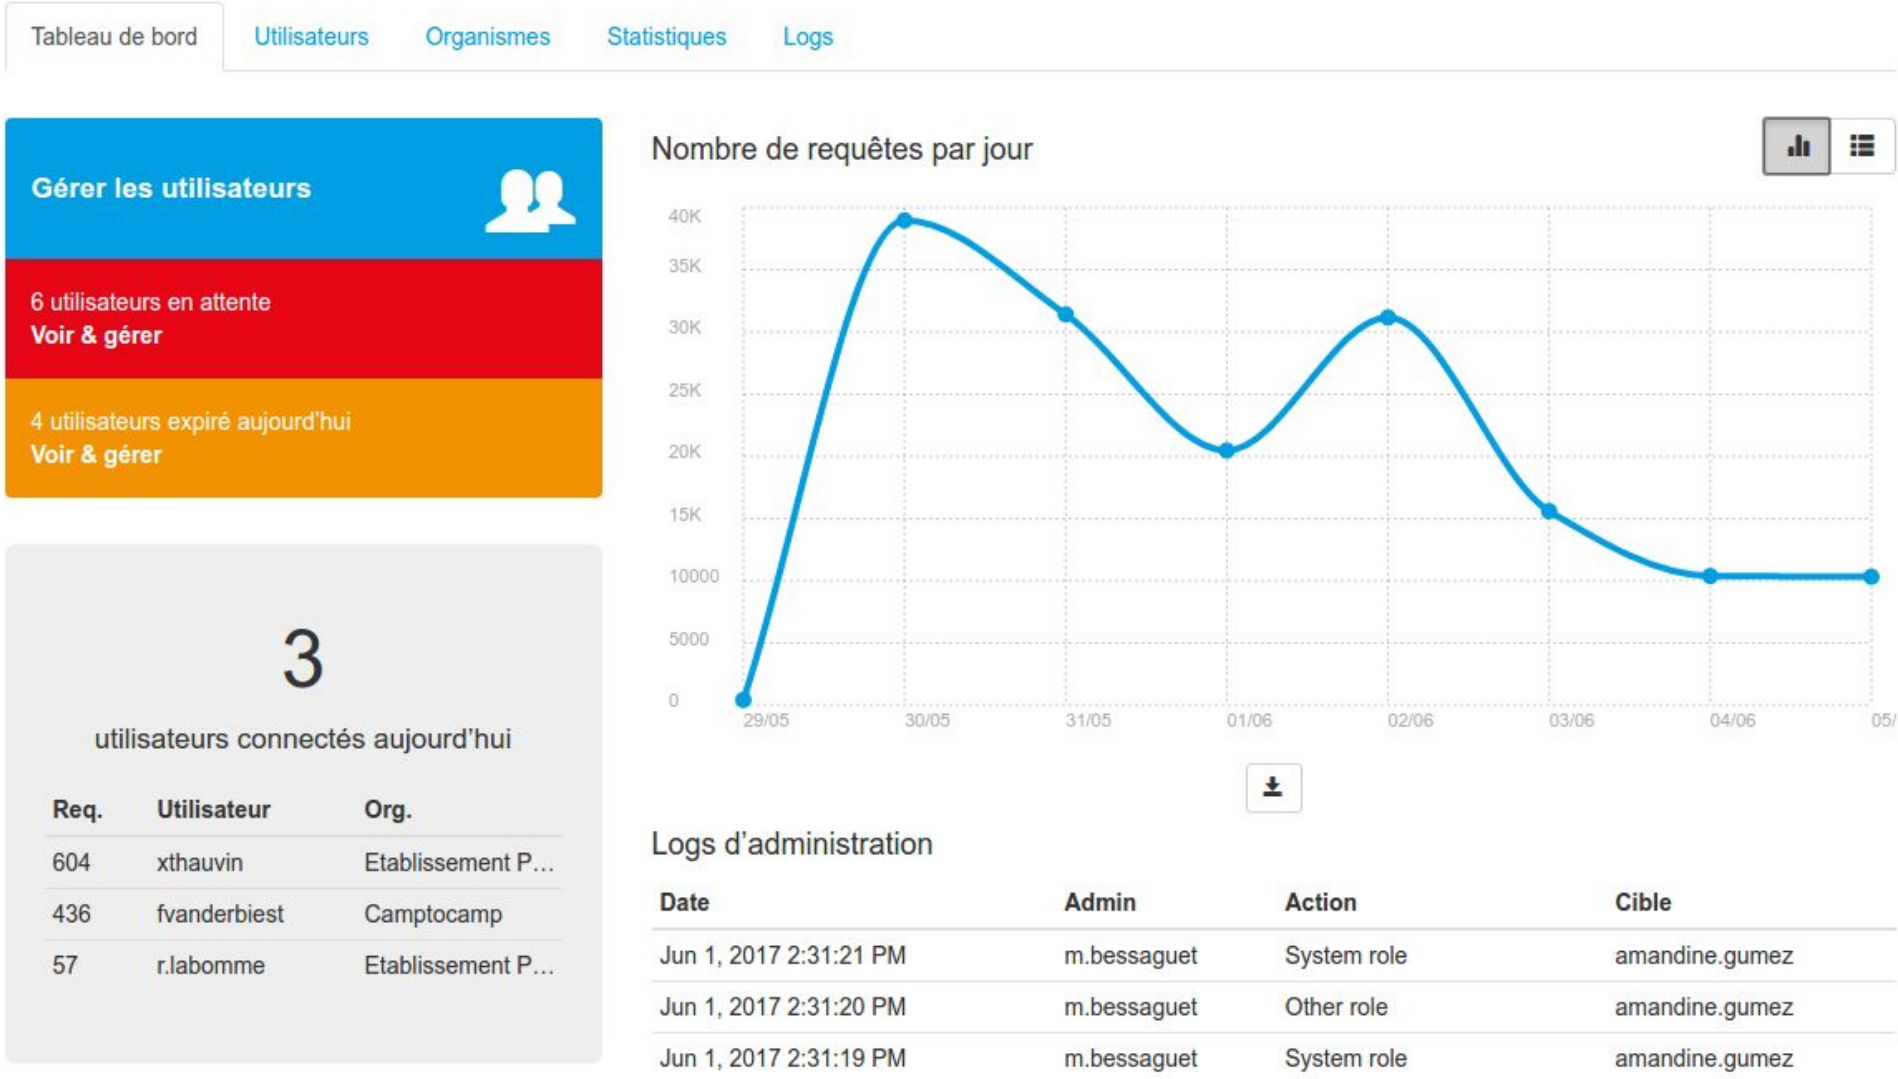 Tableau de bord Utilisateurs Organismes Statistiques Logs
Gérer les utilisateurs
6 utilisateurs en attente
Voir & gérer
4 utilisateurs expiré aujourd'hui
Voir & gérer
3
utilisateurs connectés aujourd'hui
Req. Utilisateur Org.
604 xthauvin Etablissement P…
436 fvanderbiest Camptocamp
57 r.labomme Etablissement P…
Nombre de requêtes par jour
40K
35K
30K
25K
20K
15K
10000
5000
0
29/05 30/05 31/05 01/06 02/06 03/06 04/06 05/
Logs d'administration
Date Admin Action Cible
Jun 1, 2017 2:31:21 PM m.bessaguet System role amandine.gumez
Jun 1, 2017 2:31:20 PM m.bessaguet Other role amandine.gumez
Jun 1, 2017 2:31:19 PM m.bessaguet System role amandine.gumez